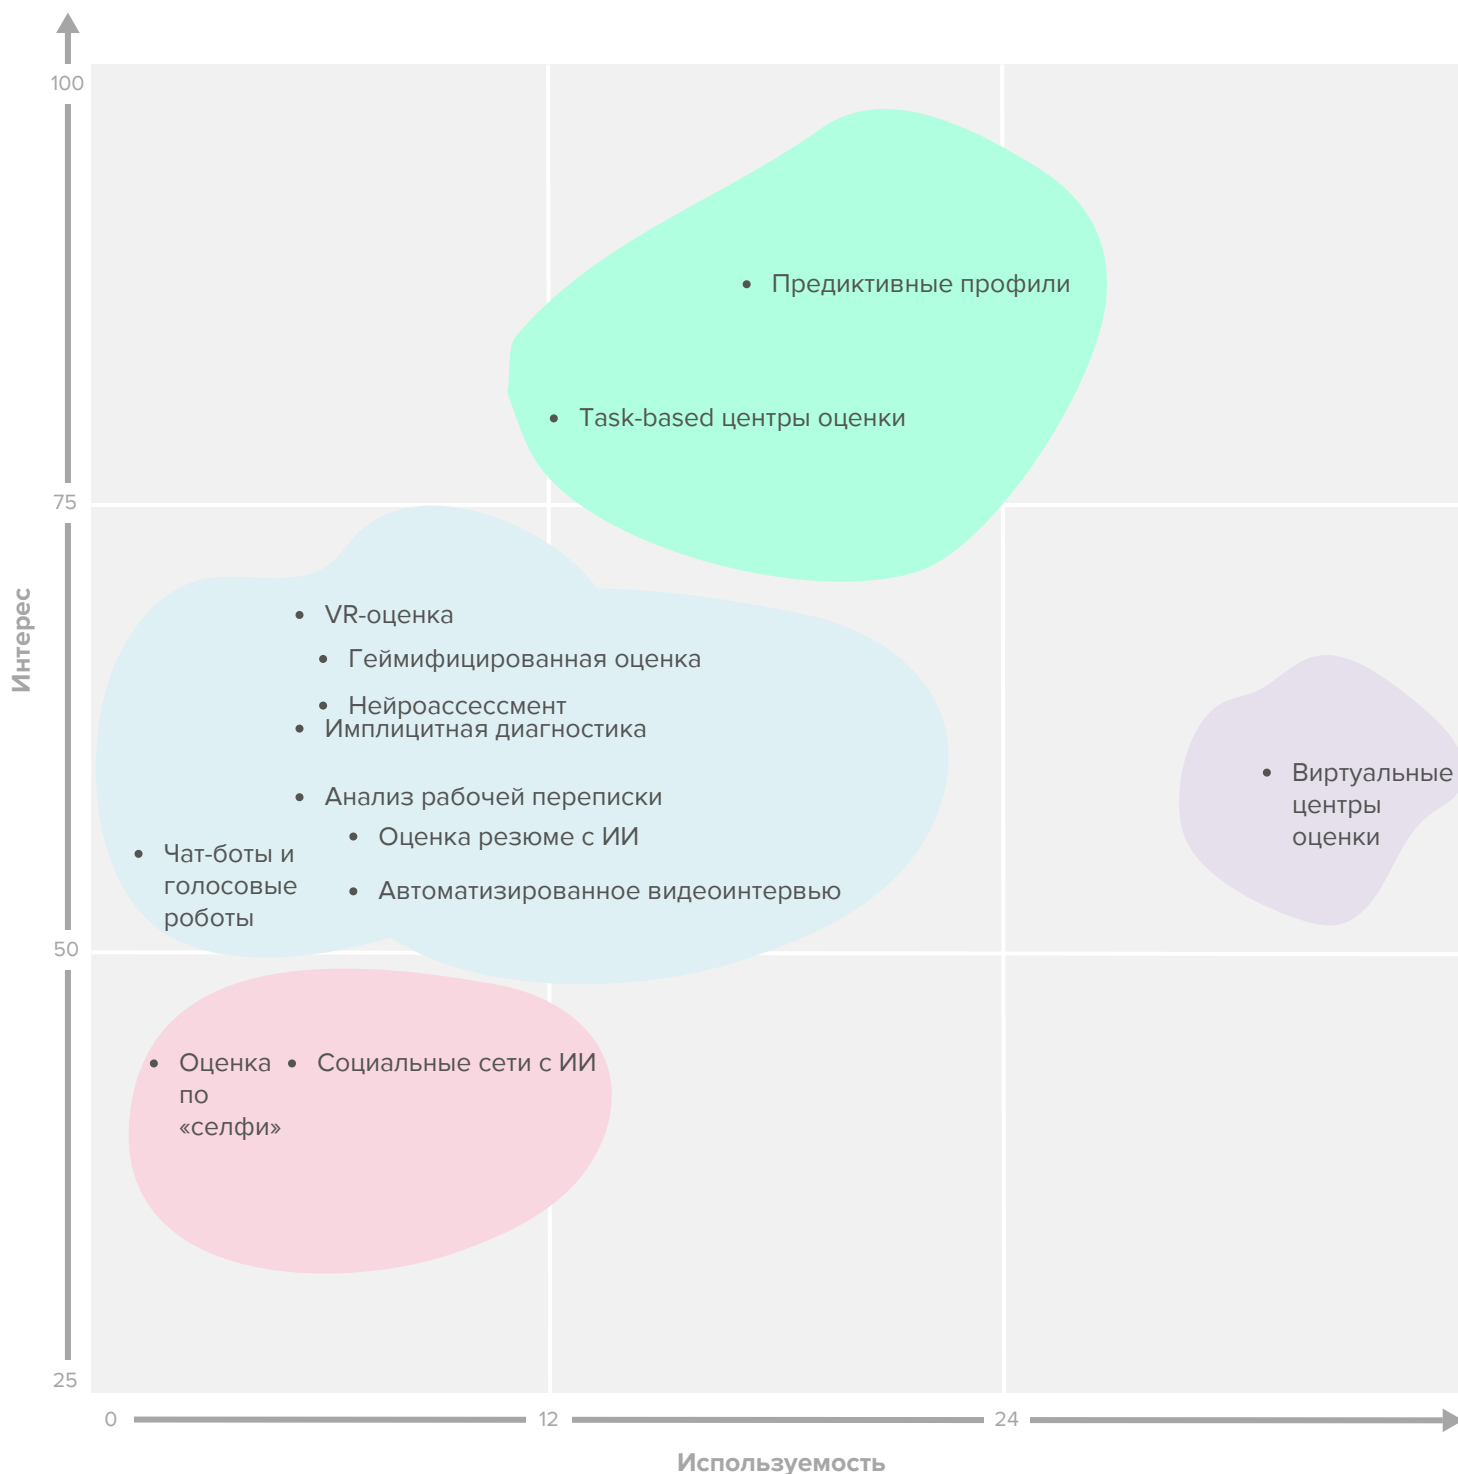 100
Предиктивные профили
Task-based центры оценки
75
Интерес
VR-оценка
Геймифицированная оценка
Нейроассессмент
Имплицитная диагностика
Виртуальные
центры
оценки
Анализ рабочей переписки
Оценка резюме с ИИ
Чат-боты и
голосовые
роботы
Автоматизированное видеоинтервью
50
Оценка
по
«селфи»
Социальные сети с ИИ
25
0
12
24
Используемость